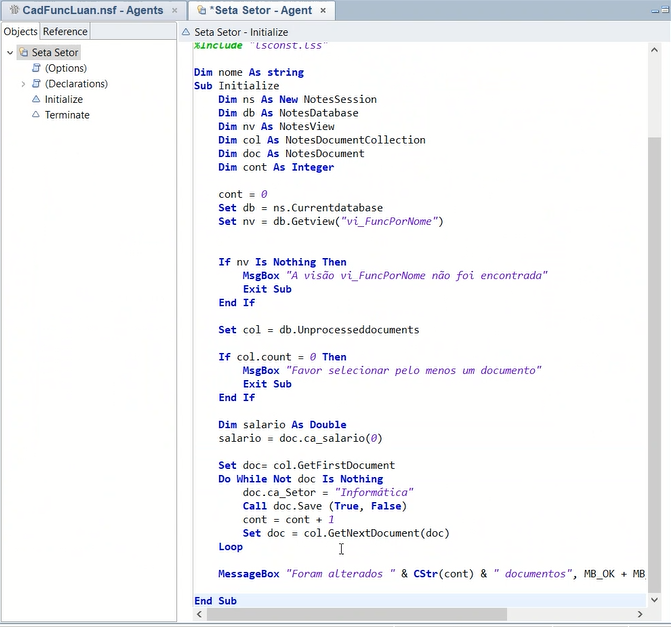 CadFuncLuan.nsf - Agents
*Seta Setor - Agent
Objects Reference
Seta Setor - Initialize
Seta Setor
(Options)
(Declarations)
Initialize
Terminate
%Include "lsconst.lss"
Dim nome As string
Sub Initialize
Dim ns As New NotesSession
Dim db As NotesDatabase
Dim nv As NotesView
Dim col As NotesDocumentCollection
Dim doc As NotesDocument
Dim cont As Integer
cont = 0
Set db = ns.Currentdatabase
Set nv = db.Getview("vi_FuncPorNome")
If nv Is Nothing Then
MsgBox "A visão vi_FuncPorNome não foi encontrada"
Exit Sub
End If
Set col = db.Unprocesseddocuments
If col.count = 0 Then
MsgBox "Favor selecionar pelo menos um documento"
Exit Sub
End If
Dim salario As Double
salario = doc.ca_salario(0)
Set doc= col.GetFirstDocument
Do While Not doc Is Nothing
doc.ca_Setor = "Informática"
Call doc.Save (True, False)
cont = cont + 1
Set doc = col.GetNextDocument(doc)
Loop
MessageBox "Foram alterados " & CStr(cont) & " documentos", MB_OK + MB_
End Sub